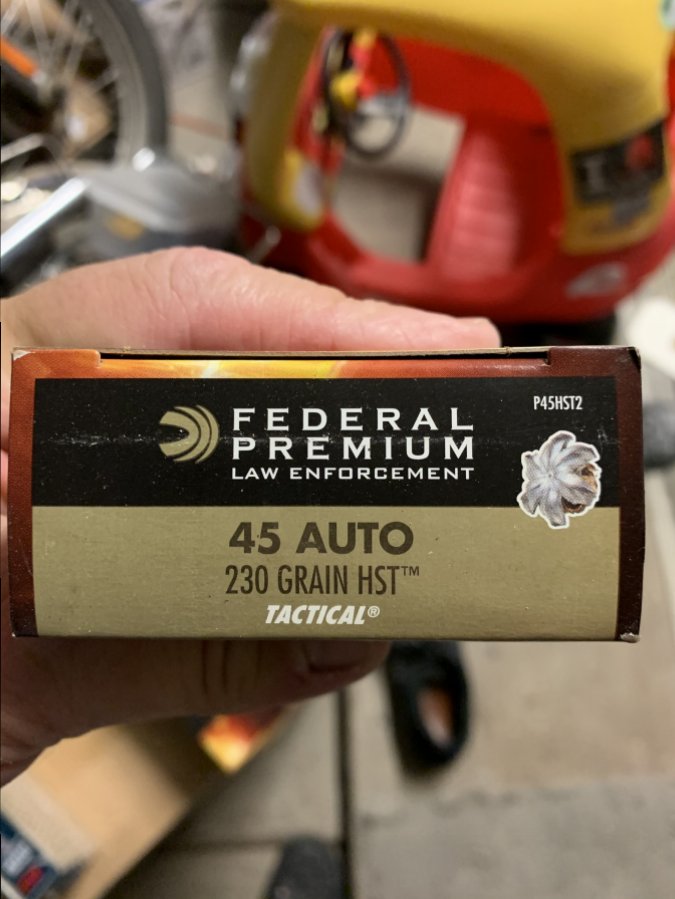 P45HST2
FEDERAL
PREMIUM
LAW ENFORCEMENT
45 AUTO
230 GRAIN HST™
TACTICAL®